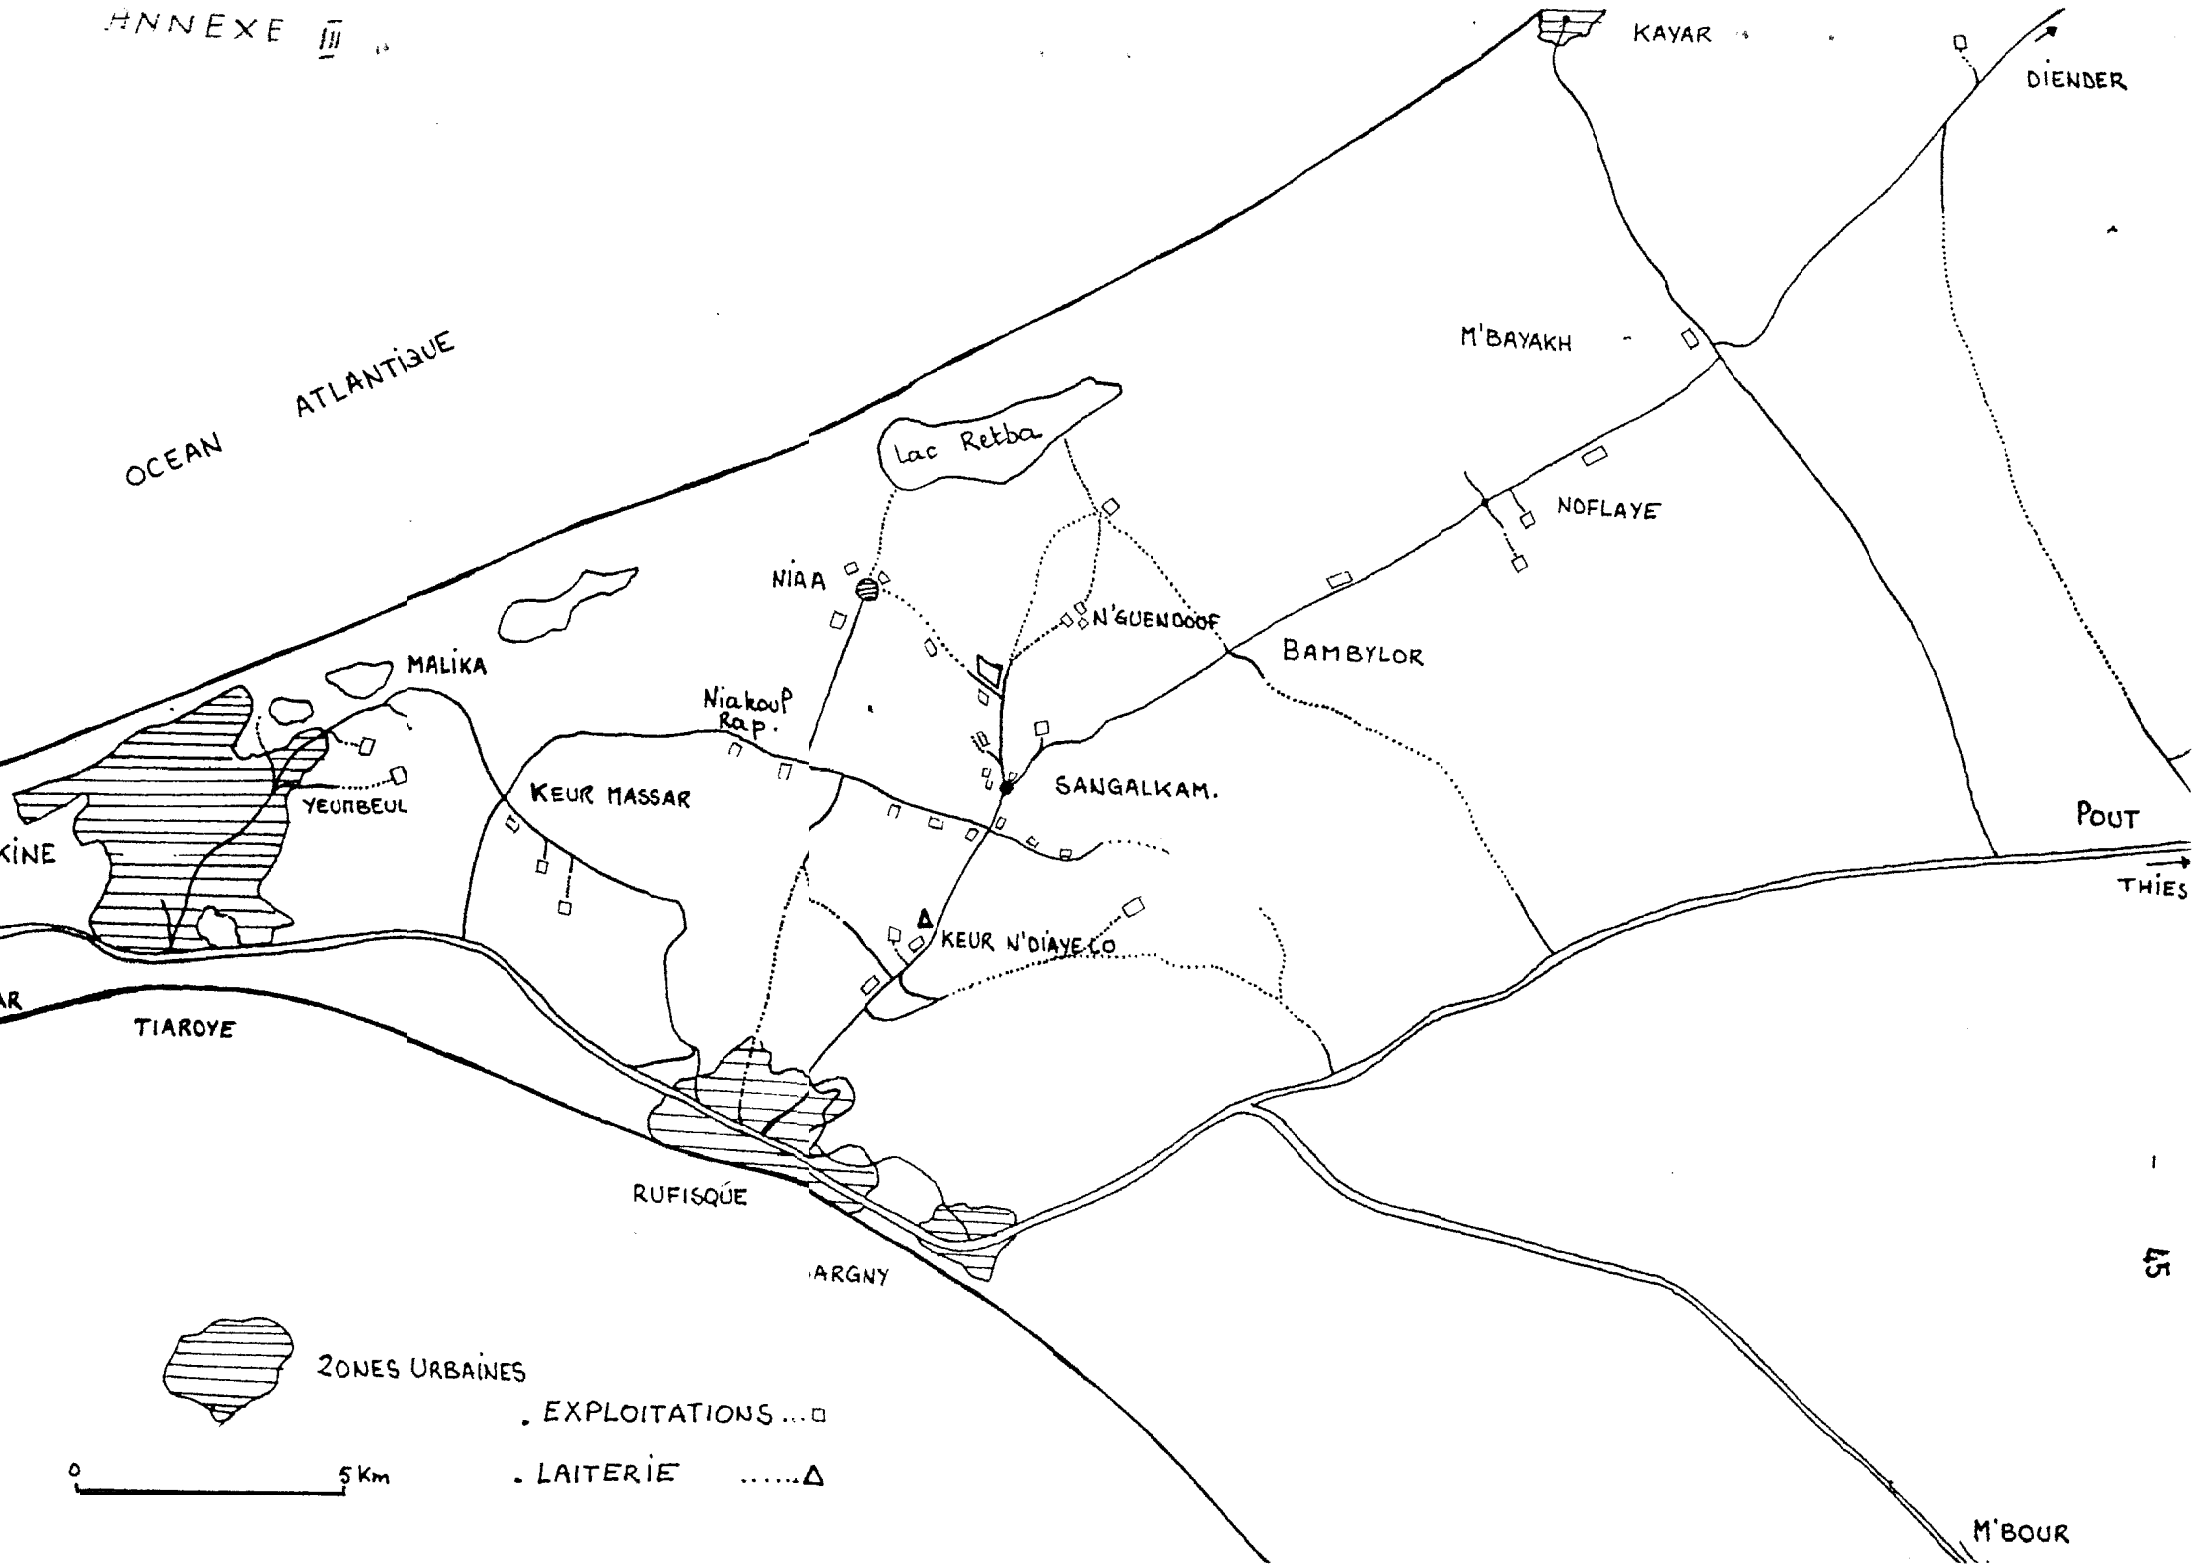 ANNEXE III
KAYAR
DIENDER
OCEAN ATLANTIQUE
M'BAYAKH
Lac Retba
NOFLAYE
NIAA
N'GUENDOOF
BAMBYLOR
MALIKA
Niakoup
Rap.
YEUMBEUL
KEUR MASSAR
SANGALKAM.
POUT
KINE
THIES
KEUR N'DIAYE LO
AR
TIAROYE
RUFISQUE
ARGNY
45
ZONES URBAINES
. EXPLOITATIONS ...
. LAITERIE ......
0 5 Km
M'BOUR